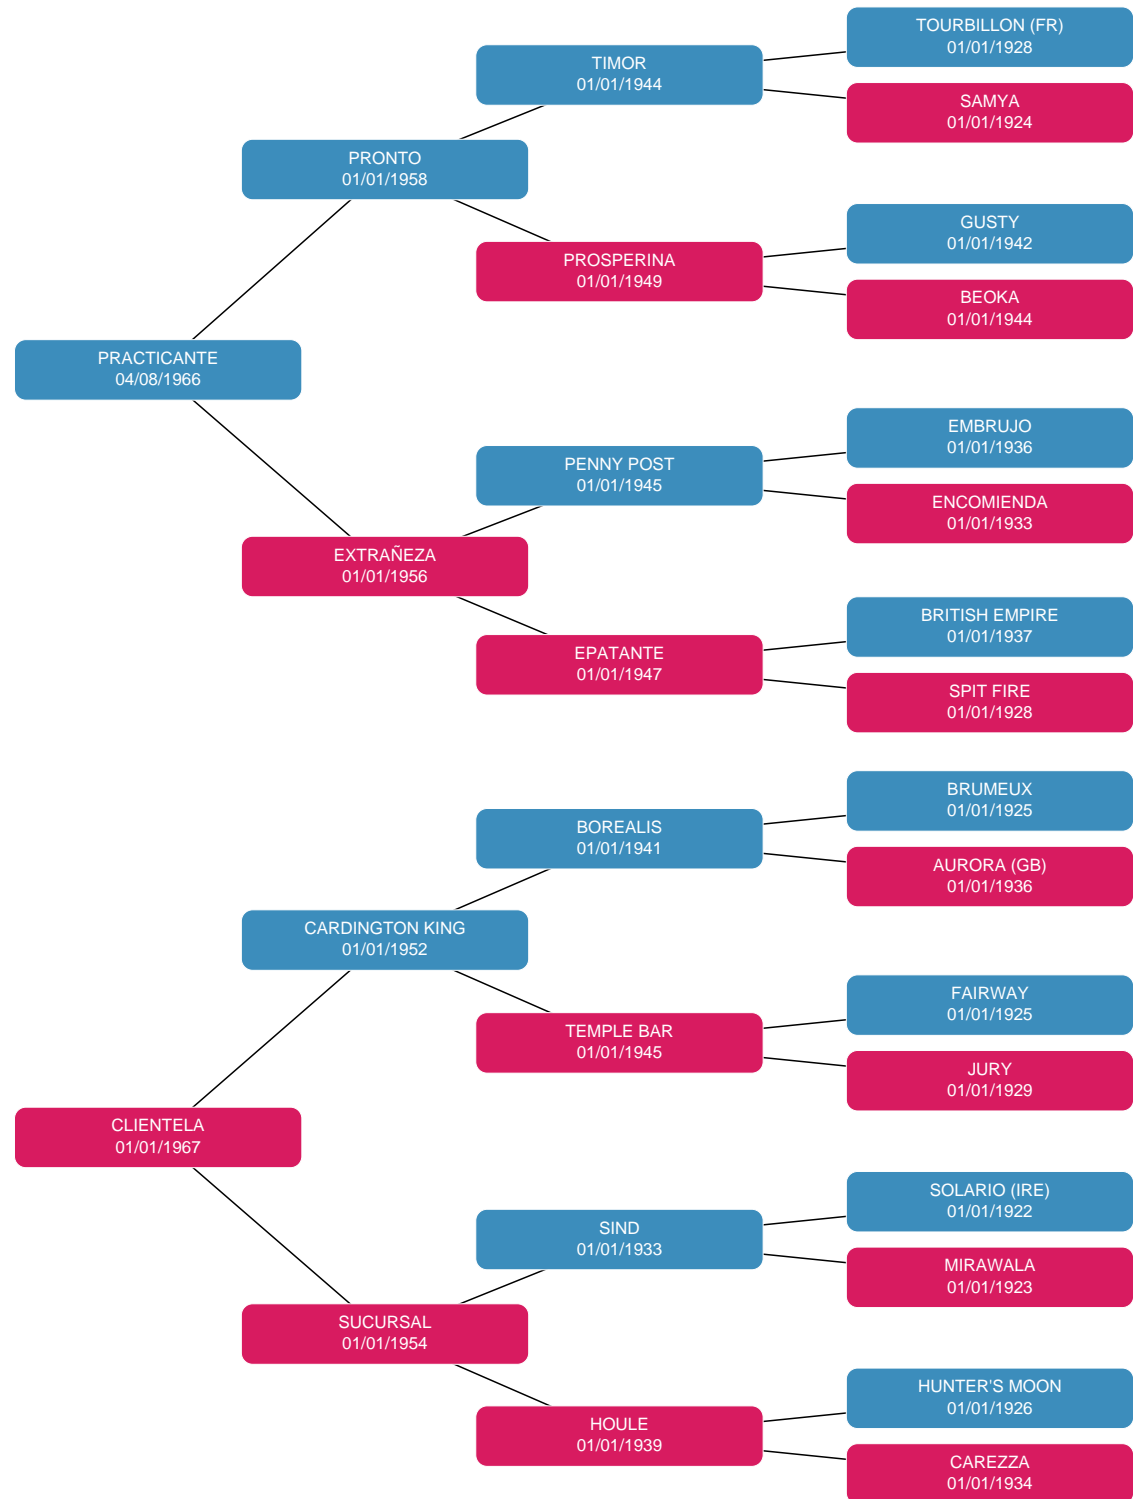 TOURBILLON (FR)
01/01/1928
TIMOR
01/01/1944
SAMYA
01/01/1924
PRONTO
01/01/1958
GUSTY
01/01/1942
PROSPERINA
01/01/1949
BEOKA
01/01/1944
PRACTICANTE
04/08/1966
EMBRUJO
01/01/1936
PENNY POST
01/01/1945
ENCOMIENDA
01/01/1933
EXTRAÑEZA
01/01/1956
BRITISH EMPIRE
01/01/1937
EPATANTE
01/01/1947
SPIT FIRE
01/01/1928
BRUMEUX
01/01/1925
BOREALIS
01/01/1941
AURORA (GB)
01/01/1936
CARDINGTON KING
01/01/1952
FAIRWAY
01/01/1925
TEMPLE BAR
01/01/1945
JURY
01/01/1929
CLIENTELA
01/01/1967
SOLARIO (IRE)
01/01/1922
SIND
01/01/1933
MIRAWALA
01/01/1923
SUCURSAL
01/01/1954
HUNTER'S MOON
01/01/1926
HOULE
01/01/1939
CAREZZA
01/01/1934